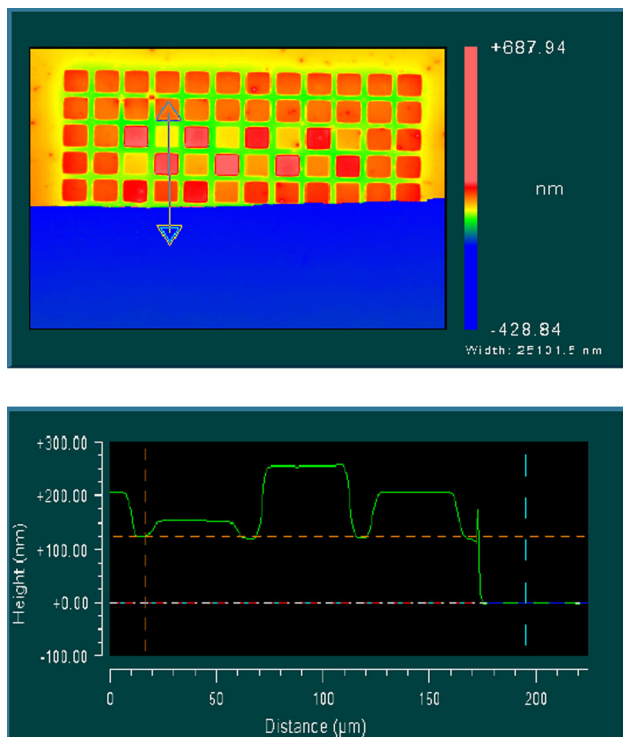 +687.94
nm
-428.84
Width: 25101.5 nm
+300.00
+200.00
+100.00
+0.00
-100.00
Height (nm)
0 50 100 150 200
Distance (µm)